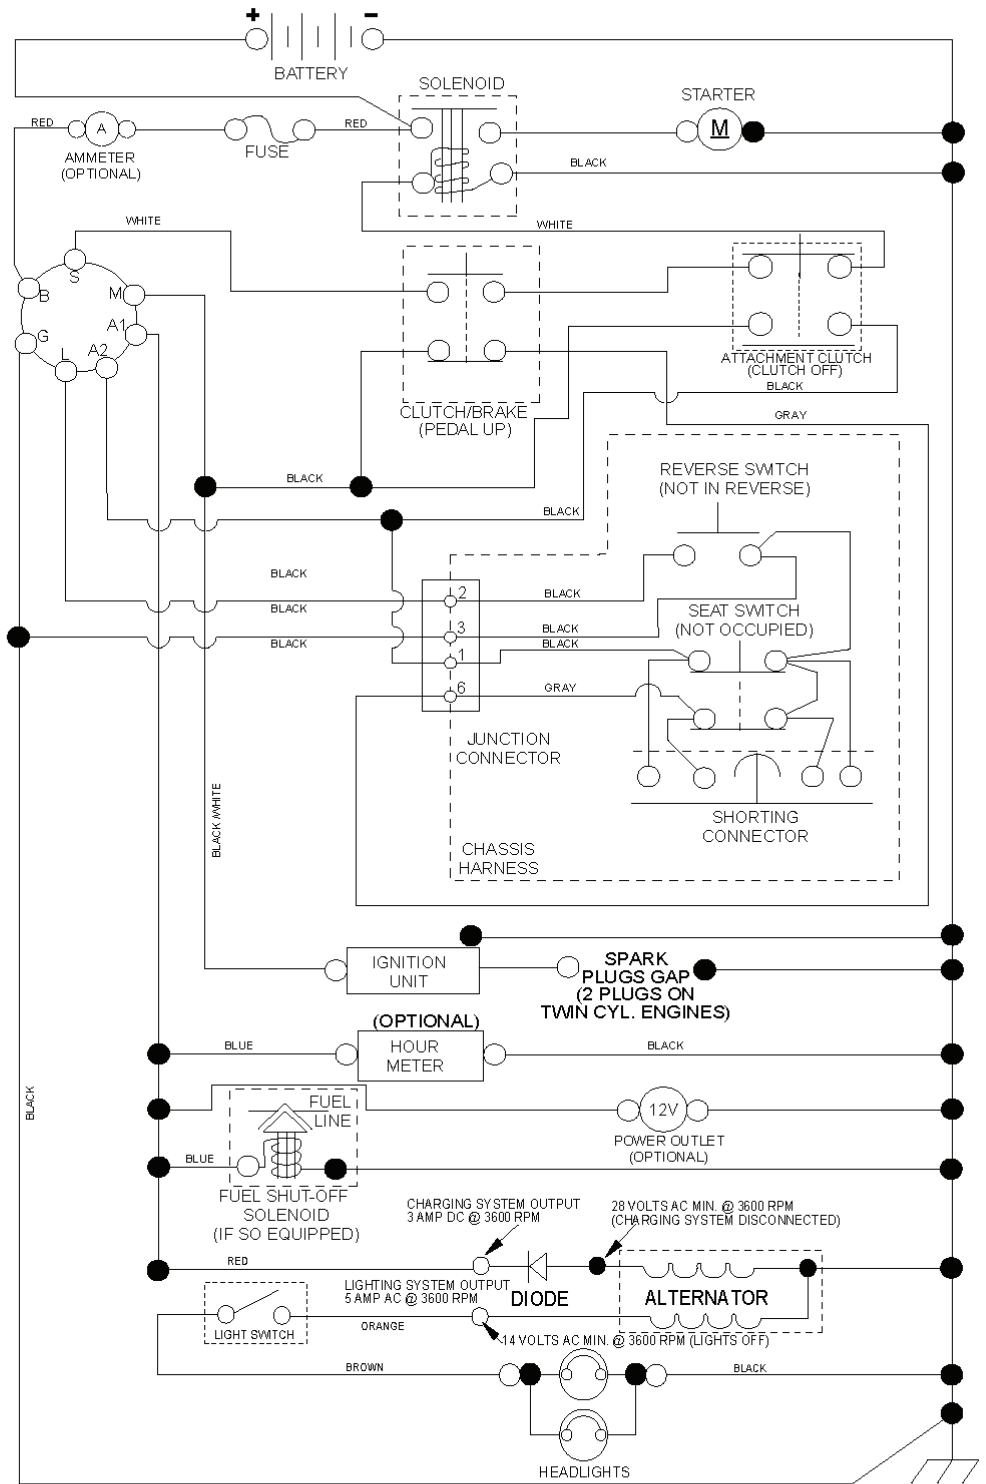 + -
BATTERY
SOLENOID
STARTER
RED
A
RED
M
AMMETER
(OPTIONAL)
FUSE
BLACK
WHITE
WHITE
S
B
M
G
A1
L
A2
ATTACHMENT CLUTCH
(CLUTCH OFF)
BLACK
CLUTCH/BRAKE
(PEDAL UP)
GRAY
BLACK
REVERSE SWITCH
(NOT IN REVERSE)
BLACK
BLACK
2
BLACK
BLACK
SEAT SWITCH
(NOT OCCUPIED)
3
BLACK
BLACK
1
BLACK
6
GRAY
JUNCTION
CONNECTOR
BLACK/WHITE
SHORTING
CONNECTOR
CHASSIS
HARNESS
IGNITION
UNIT
SPARK
PLUGS GAP
(2 PLUGS ON
TWIN CYL. ENGINES)
(OPTIONAL)
HOUR
METER
BLUE
BLACK
BLACK
FUEL
LINE
12V
POWER OUTLET
(OPTIONAL)
BLUE
FUEL SHUT-OFF
SOLENOID
(IF SO EQUIPPED)
CHARGING SYSTEM OUTPUT
3 AMP DC @ 3600 RPM
28 VOLTS AC MIN. @ 3600 RPM
(CHARGING SYSTEM DISCONNECTED)
RED
LIGHTING SYSTEM OUTPUT
5 AMP AC @ 3600 RPM
DIODE
ALTERNATOR
LIGHT SWITCH
ORANGE
14 VOLTS AC MIN. @ 3600 RPM (LIGHTS OFF)
BROWN
BLACK
HEADLIGHTS